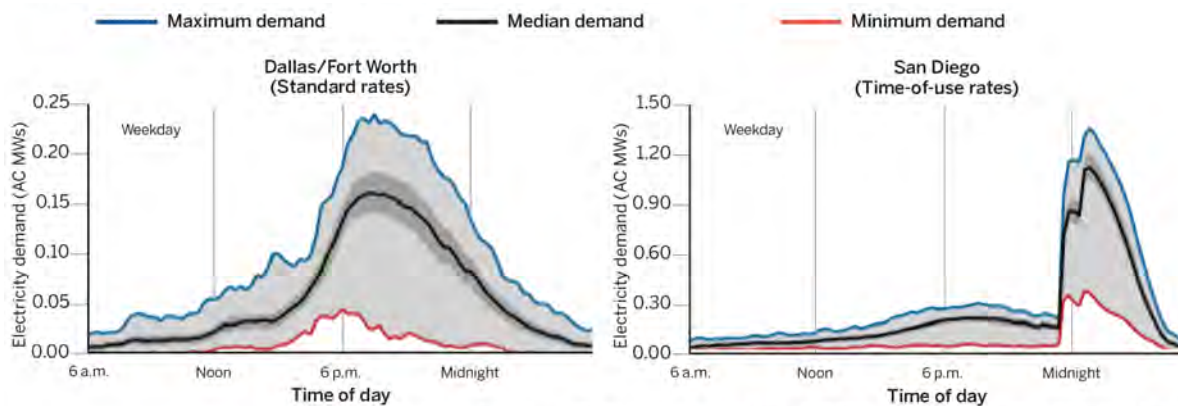 Maximum demand
Median demand
Minimum demand
Dallas/Fort Worth
(Standard rates)
Electricity demand (AC MWs)
0.25
0.20
0.15
0.10
0.05
0.00
Weekday
6 a.m.
Noon
6 p.m.
Midnight
Time of day
San Diego
(Time-of-use rates)
Electricity demand (AC MWs)
1.50
1.20
0.90
0.60
0.30
0.00
Weekday
6 a.m.
Noon
6 p.m.
Midnight
Time of day